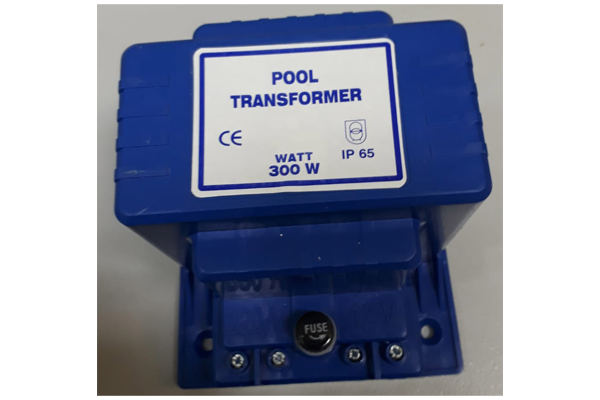 POOL
TRANSFORMER
CE
WATT
300 W
IP 65
FUSE